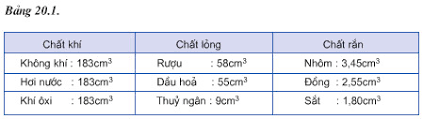 Bảng 20.1.
Chất khí Chất lỏng Chất rắn
Không khí : 183cm³ Rượu : 58cm³ Nhôm : 3,45cm³
Hơi nước : 183cm³ Dầu hoả : 55cm³ Đồng : 2,55cm³
Khí ôxi : 183cm³ Thuỷ ngân : 9cm³ Sắt : 1,80cm³